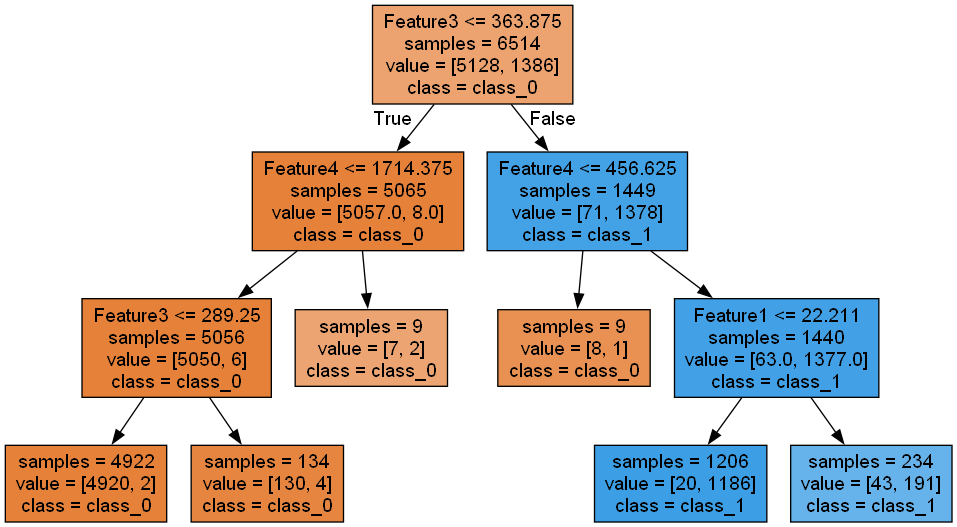 Feature3 <= 363.875
samples = 6514
value = [5128, 1386]
class = class_0
True
False
Feature4 <= 1714.375
samples = 5065
value = [5057.0, 8.0]
class = class_0
Feature4 <= 456.625
samples = 1449
value = [71, 1378]
class = class_1
Feature3 <= 289.25
samples = 5056
value = [5050, 6]
class = class_0
samples = 9
value = [7, 2]
class = class_0
samples = 9
value = [8, 1]
class = class_0
Feature1 <= 22.211
samples = 1440
value = [63.0, 1377.0]
class = class_1
samples = 4922
value = [4920, 2]
class = class_0
samples = 134
value = [130, 4]
class = class_0
samples = 1206
value = [20, 1186]
class = class_1
samples = 234
value = [43, 191]
class = class_1